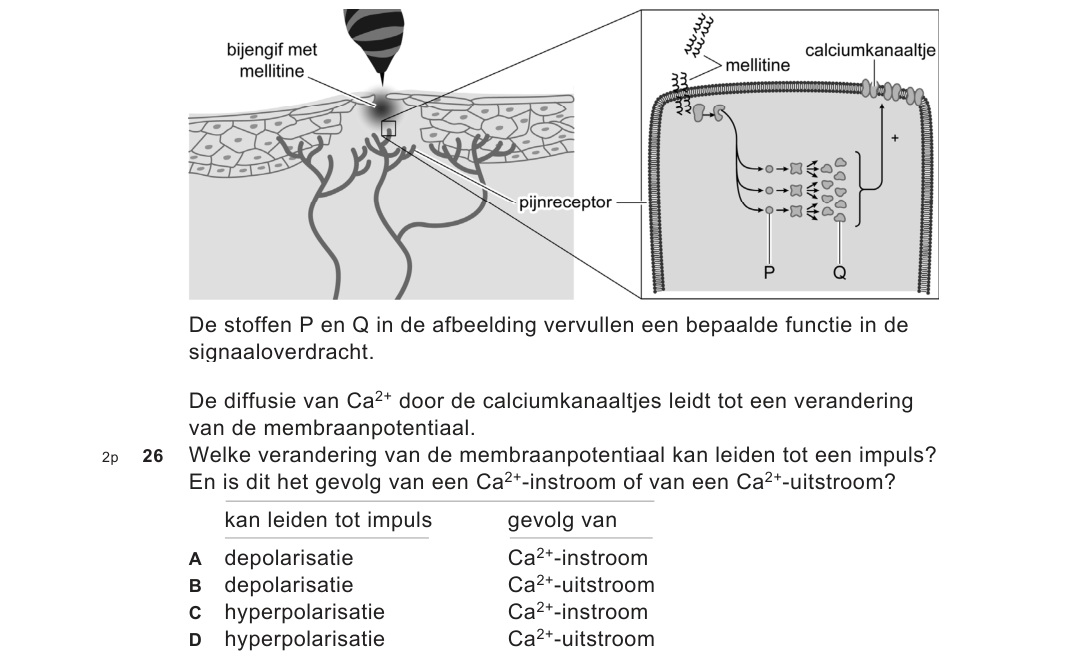 bijengif met
mellitine
calciumkanaaltje
mellitine
+
pijnreceptor
P
Q
De stoffen P en Q in de afbeelding vervullen een bepaalde functie in de
signaaloverdracht.
De diffusie van Ca²⁺ door de calciumkanaaltjes leidt tot een verandering
van de membraanpotentiaal.
2p 26 Welke verandering van de membraanpotentiaal kan leiden tot een impuls?
En is dit het gevolg van een Ca²⁺-instroom of van een Ca²⁺-uitstroom?
kan leiden tot impuls gevolg van
A depolarisatie Ca²⁺-instroom
B depolarisatie Ca²⁺-uitstroom
C hyperpolarisatie Ca²⁺-instroom
D hyperpolarisatie Ca²⁺-uitstroom